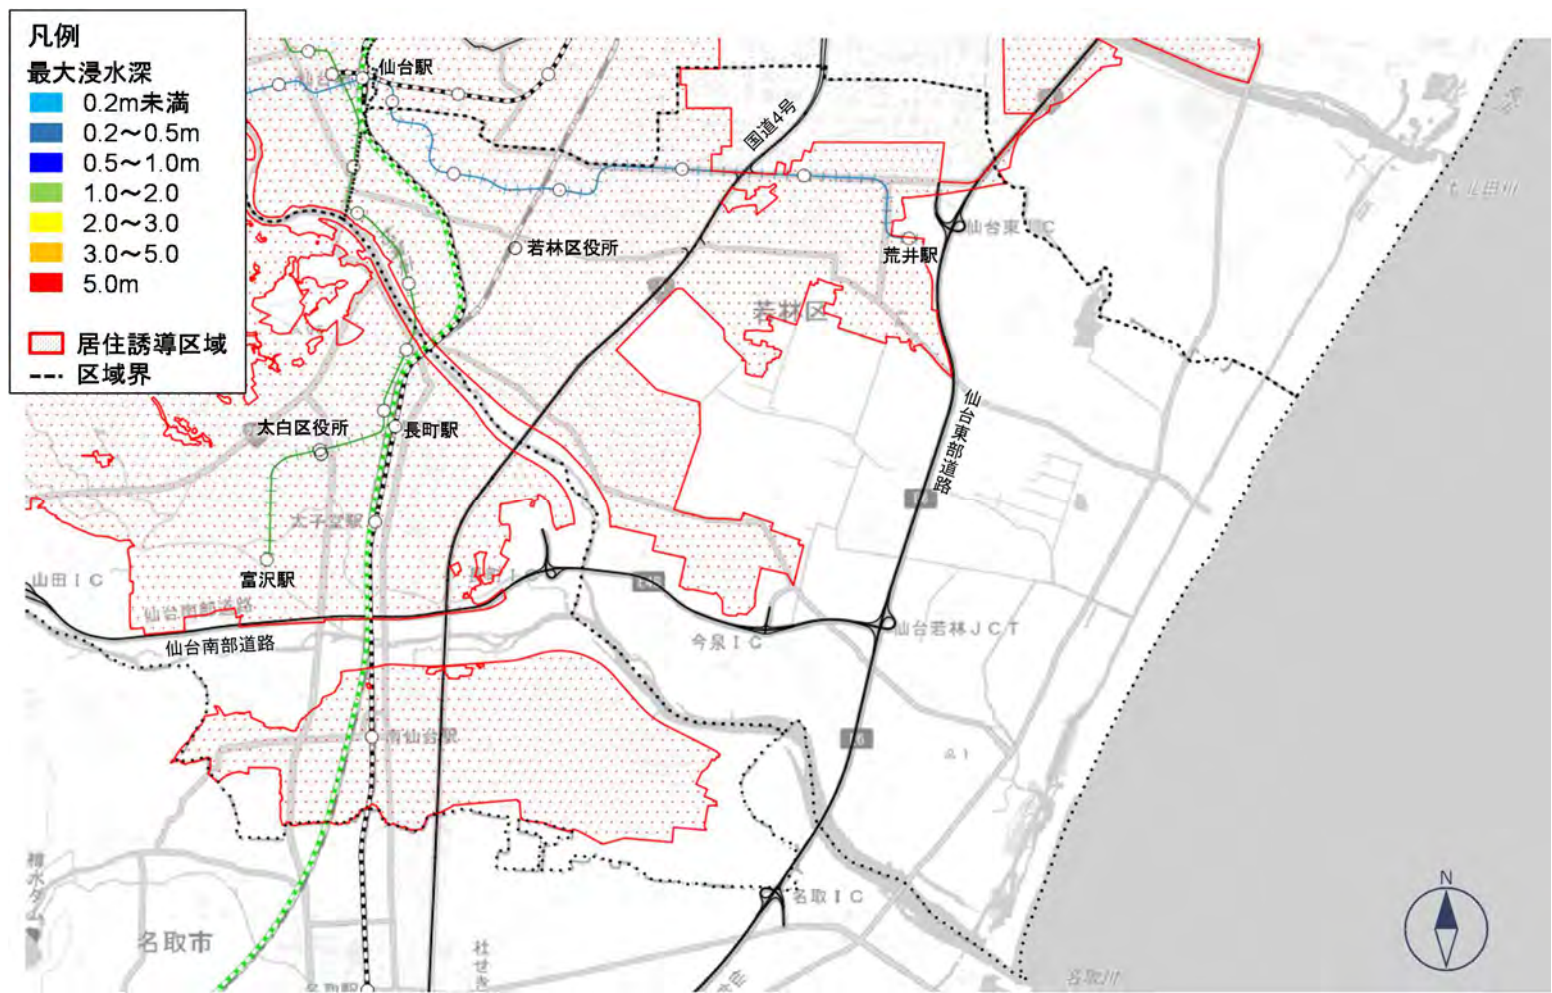 凡例
最大浸水深
0.2m未満
0.2～0.5m
0.5～1.0m
1.0～2.0
2.0～3.0
3.0～5.0
5.0m
居住誘導区域
区域界
仙台駅
国道4号
若林区役所
荒井駅
若林区
太白区役所
長町駅
仙台東部道路
太子堂駅
富沢駅
山田IC
仙台南部道路
仙台南部道路
今泉IC
仙台若林JCT
南仙台駅
名取IC
名取市
名取川
N